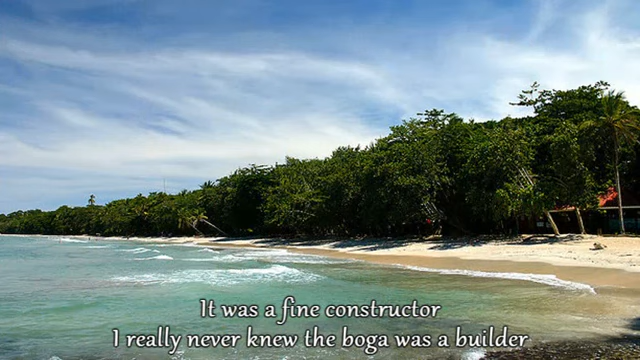 It was a fine constructor
I really never knew the boga was a builder